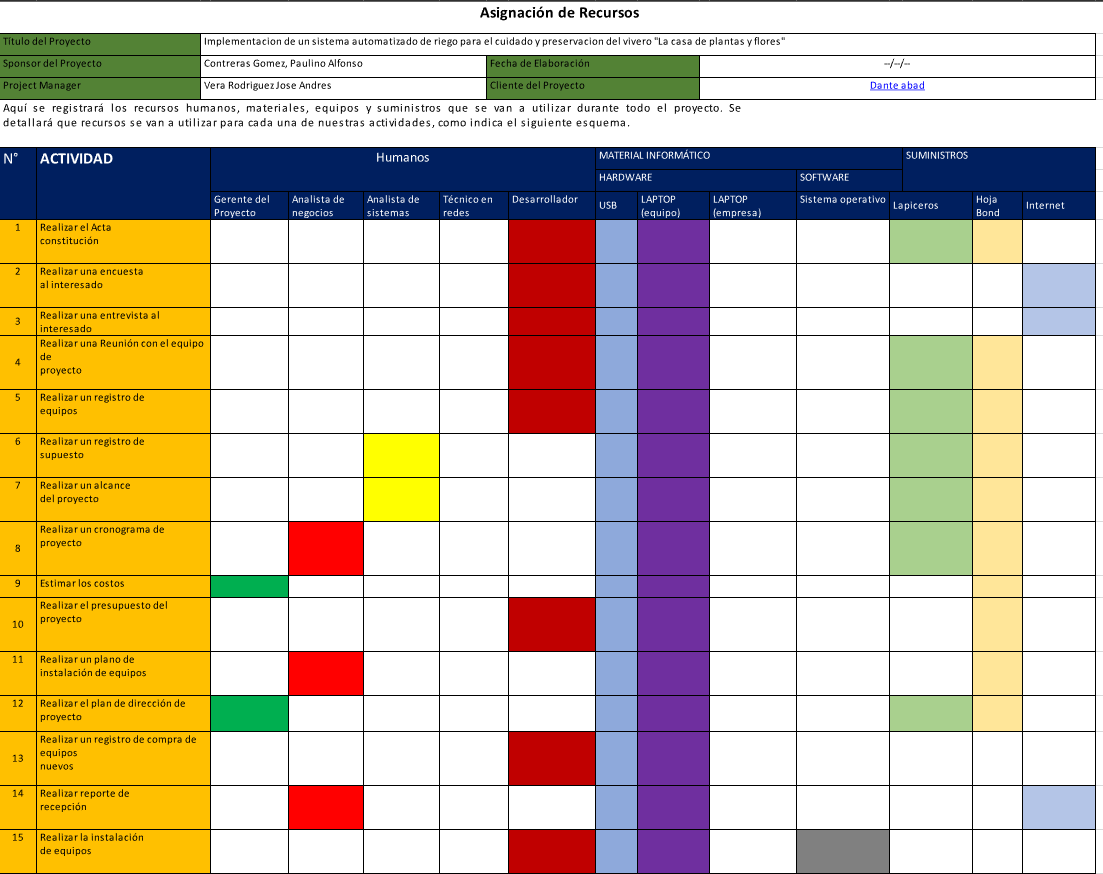 Asignación de Recursos
Título del Proyecto
Implementacion de un sistema automatizado de riego para el cuidado y preservacion del vivero "La casa de plantas y flores"
Sponsor del Proyecto
Contreras Gomez, Paulino Alfonso
Fecha de Elaboración
--/--/--
Project Manager
Vera Rodriguez Jose Andres
Cliente del Proyecto
Dante abad
Aquí se registrará los recursos humanos, materiales, equipos y suministros que se van a utilizar durante todo el proyecto. Se
detallará que recursos se van a utilizar para cada una de nuestras actividades, como indica el siguiente esquema.
N°
ACTIVIDAD
Humanos
MATERIAL INFORMÁTICO
SUMINISTROS
HARDWARE
SOFTWARE
Gerente del
Proyecto
Analista de
negocios
Analista de
sistemas
Técnico en
redes
Desarrollador
USB
LAPTOP
(equipo)
LAPTOP
(empresa)
Sistema operativo
Lapiceros
Hoja
Bond
Internet
1
Realizar el Acta
constitución
2
Realizar una encuesta
al interesado
3
Realizar una entrevista al
interesado
4
Realizar una Reunión con el equipo
de
proyecto
5
Realizar un registro de
equipos
6
Realizar un registro de
supuesto
7
Realizar un alcance
del proyecto
8
Realizar un cronograma de
proyecto
9
Estimar los costos
10
Realizar el presupuesto del
proyecto
11
Realizar un plano de
instalación de equipos
12
Realizar el plan de dirección de
proyecto
13
Realizar un registro de compra de
equipos
nuevos
14
Realizar reporte de
recepción
15
Realizar la instalación
de equipos